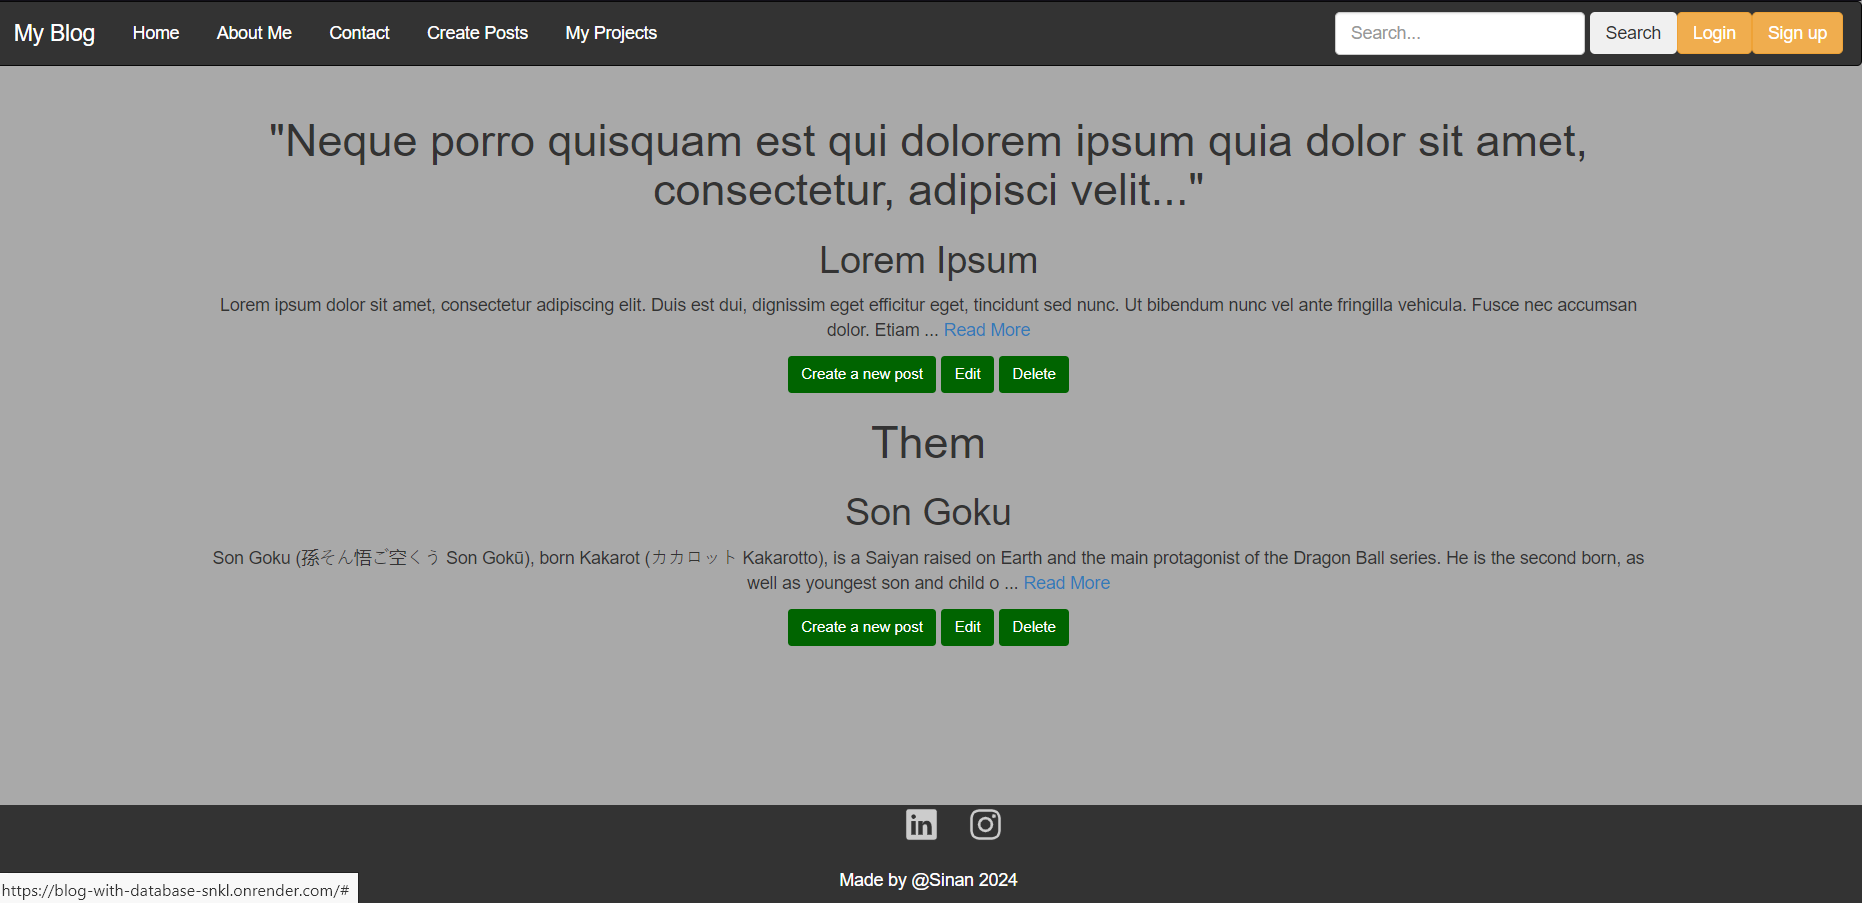 My Blog Home About Me Contact Create Posts My Projects Search... Search Login Sign up
"Neque porro quisquam est qui dolorem ipsum quia dolor sit amet,
consectetur, adipisci velit..."
Lorem Ipsum
Lorem ipsum dolor sit amet, consectetur adipiscing elit. Duis est dui, dignissim eget efficitur eget, tincidunt sed nunc. Ut bibendum nunc vel ante fringilla vehicula. Fusce nec accumsan
dolor. Etiam ... Read More
Create a new post Edit Delete
Them
Son Goku
Son Goku (孫そん悟ご空くう Son Gokū), born Kakarot (カカロット Kakarotto), is a Saiyan raised on Earth and the main protagonist of the Dragon Ball series. He is the second born, as
well as youngest son and child o ... Read More
Create a new post Edit Delete
in
Made by @Sinan 2024
https://blog-with-database-snkl.onrender.com/#